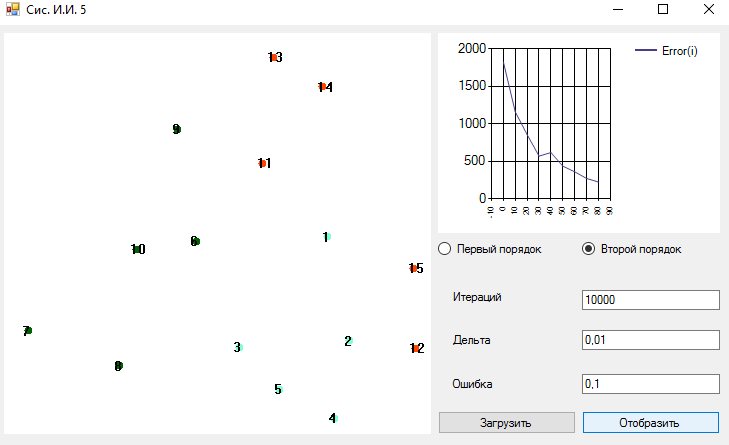 Сис. И.И. 5
13
14
9
11
1
6
10
15
7
2
3
12
8
5
4
2000
1500
1000
500
0
-10 0 10 20 30 40 50 60 70 80 90
Error(i)
Первый порядок
Второй порядок
Итераций
10000
Дельта
0,01
Ошибка
0,1
Загрузить
Отобразить